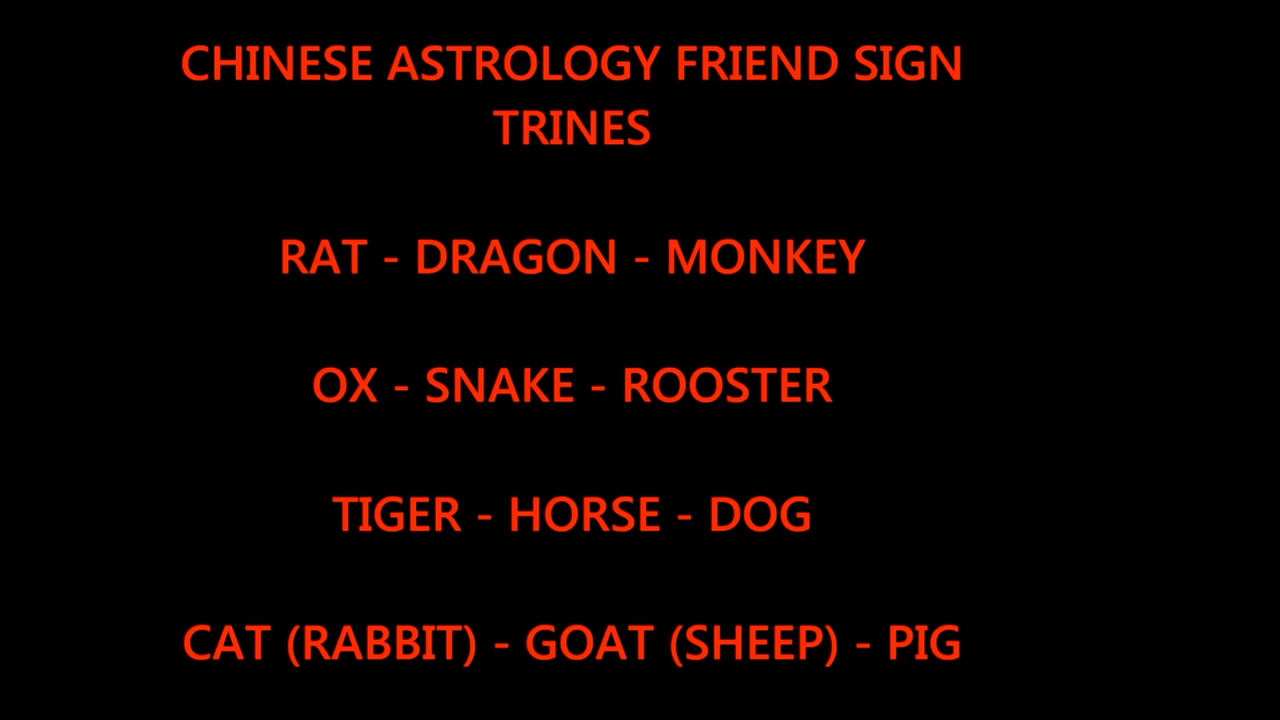 CHINESE ASTROLOGY FRIEND SIGN
TRINES
RAT - DRAGON - MONKEY
OX - SNAKE - ROOSTER
TIGER - HORSE - DOG
CAT (RABBIT) - GOAT (SHEEP) - PIG